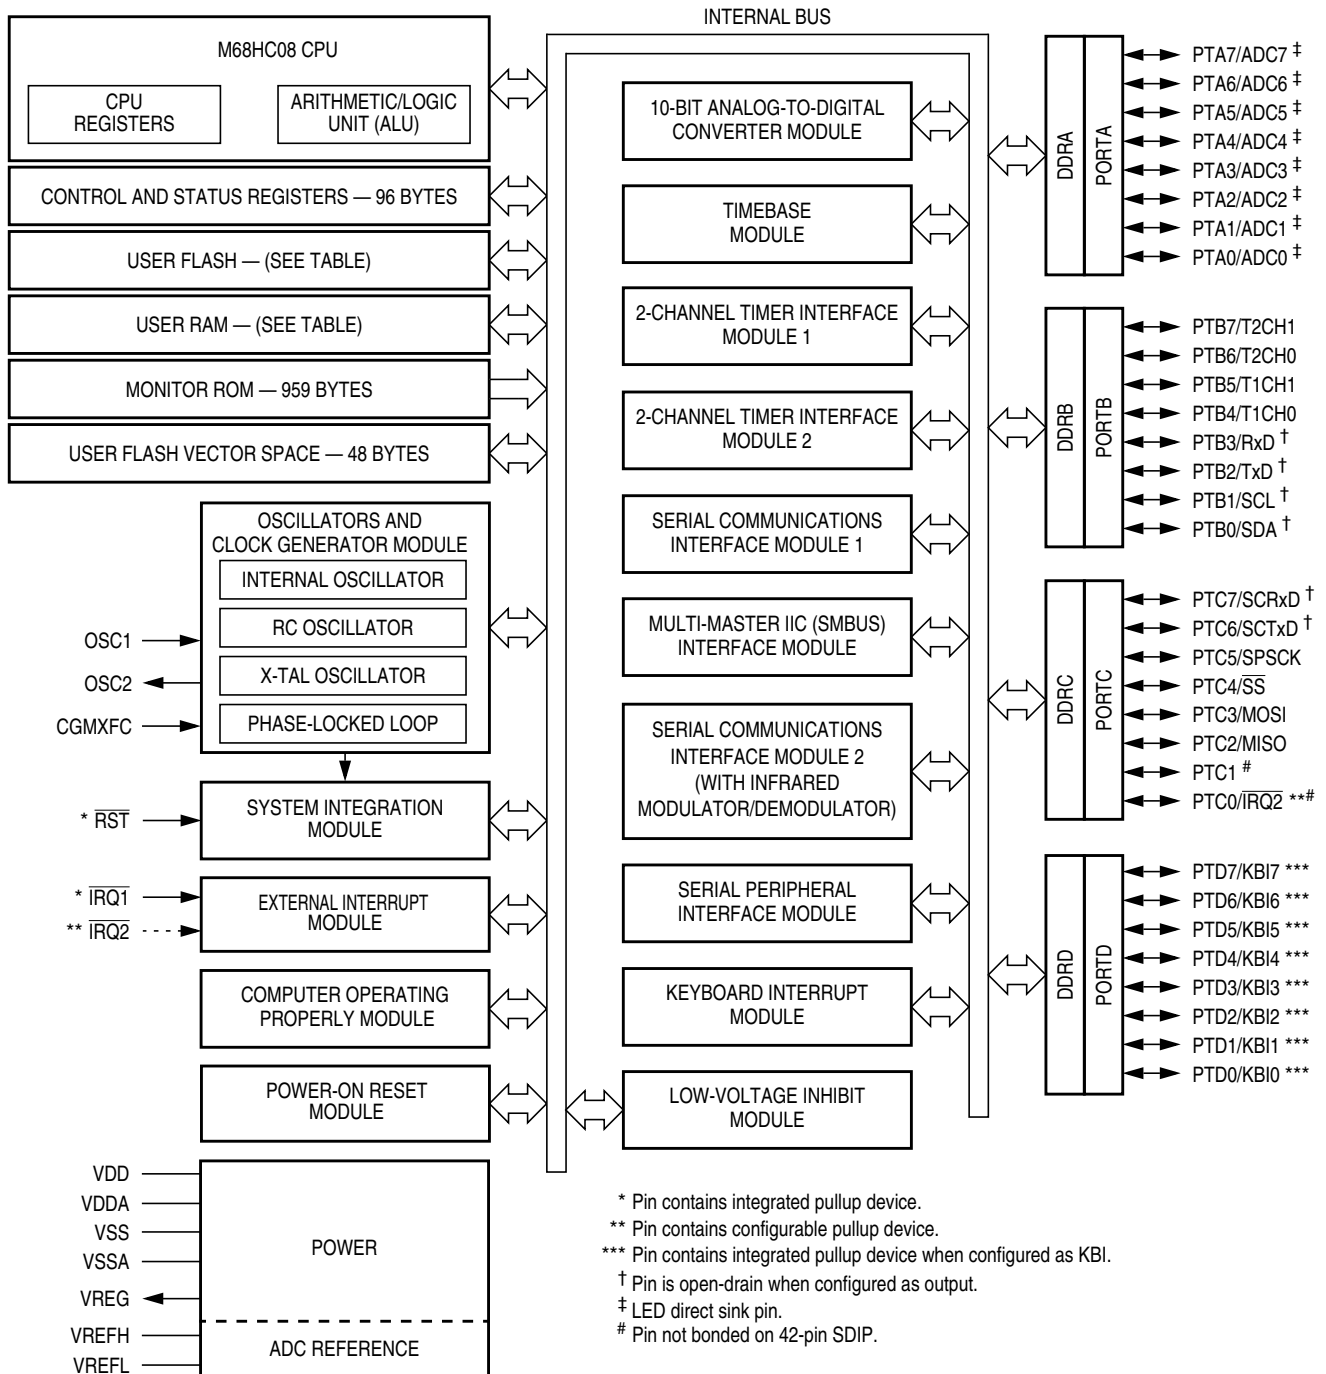 INTERNAL BUS
M68HC08 CPU
CPU
REGISTERS
ARITHMETIC/LOGIC
UNIT (ALU)
CONTROL AND STATUS REGISTERS — 96 BYTES
USER FLASH — (SEE TABLE)
USER RAM — (SEE TABLE)
MONITOR ROM — 959 BYTES
USER FLASH VECTOR SPACE — 48 BYTES
OSCILLATORS AND
CLOCK GENERATOR MODULE
INTERNAL OSCILLATOR
RC OSCILLATOR
X-TAL OSCILLATOR
PHASE-LOCKED LOOP
OSC1
OSC2
CGMXFC
SYSTEM INTEGRATION
MODULE
* R̅S̅T̅
EXTERNAL INTERRUPT
MODULE
* I̅R̅Q̅1̅
** I̅R̅Q̅2̅
COMPUTER OPERATING
PROPERLY MODULE
POWER-ON RESET
MODULE
VDD
VDDA
VSS
VSSA
VREG
VREFH
VREFL
POWER
ADC REFERENCE
10-BIT ANALOG-TO-DIGITAL
CONVERTER MODULE
TIMEBASE
MODULE
2-CHANNEL TIMER INTERFACE
MODULE 1
2-CHANNEL TIMER INTERFACE
MODULE 2
SERIAL COMMUNICATIONS
INTERFACE MODULE 1
MULTI-MASTER IIC (SMBUS)
INTERFACE MODULE
SERIAL COMMUNICATIONS
INTERFACE MODULE 2
(WITH INFRARED
MODULATOR/DEMODULATOR)
SERIAL PERIPHERAL
INTERFACE MODULE
KEYBOARD INTERRUPT
MODULE
LOW-VOLTAGE INHIBIT
MODULE
DDRA
PORTA
PTA7/ADC7 ‡
PTA6/ADC6 ‡
PTA5/ADC5 ‡
PTA4/ADC4 ‡
PTA3/ADC3 ‡
PTA2/ADC2 ‡
PTA1/ADC1 ‡
PTA0/ADC0 ‡
DDRB
PORTB
PTB7/T2CH1
PTB6/T2CH0
PTB5/T1CH1
PTB4/T1CH0
PTB3/RxD †
PTB2/TxD †
PTB1/SCL †
PTB0/SDA †
DDRC
PORTC
PTC7/SCRxD †
PTC6/SCTxD †
PTC5/SPSCK
PTC4/S̅S̅
PTC3/MOSI
PTC2/MISO
PTC1 #
PTC0/I̅R̅Q̅2̅ **#
DDRD
PORTD
PTD7/KBI7 ***
PTD6/KBI6 ***
PTD5/KBI5 ***
PTD4/KBI4 ***
PTD3/KBI3 ***
PTD2/KBI2 ***
PTD1/KBI1 ***
PTD0/KBI0 ***
* Pin contains integrated pullup device.
** Pin contains configurable pullup device.
*** Pin contains integrated pullup device when configured as KBI.
† Pin is open-drain when configured as output.
‡ LED direct sink pin.
# Pin not bonded on 42-pin SDIP.